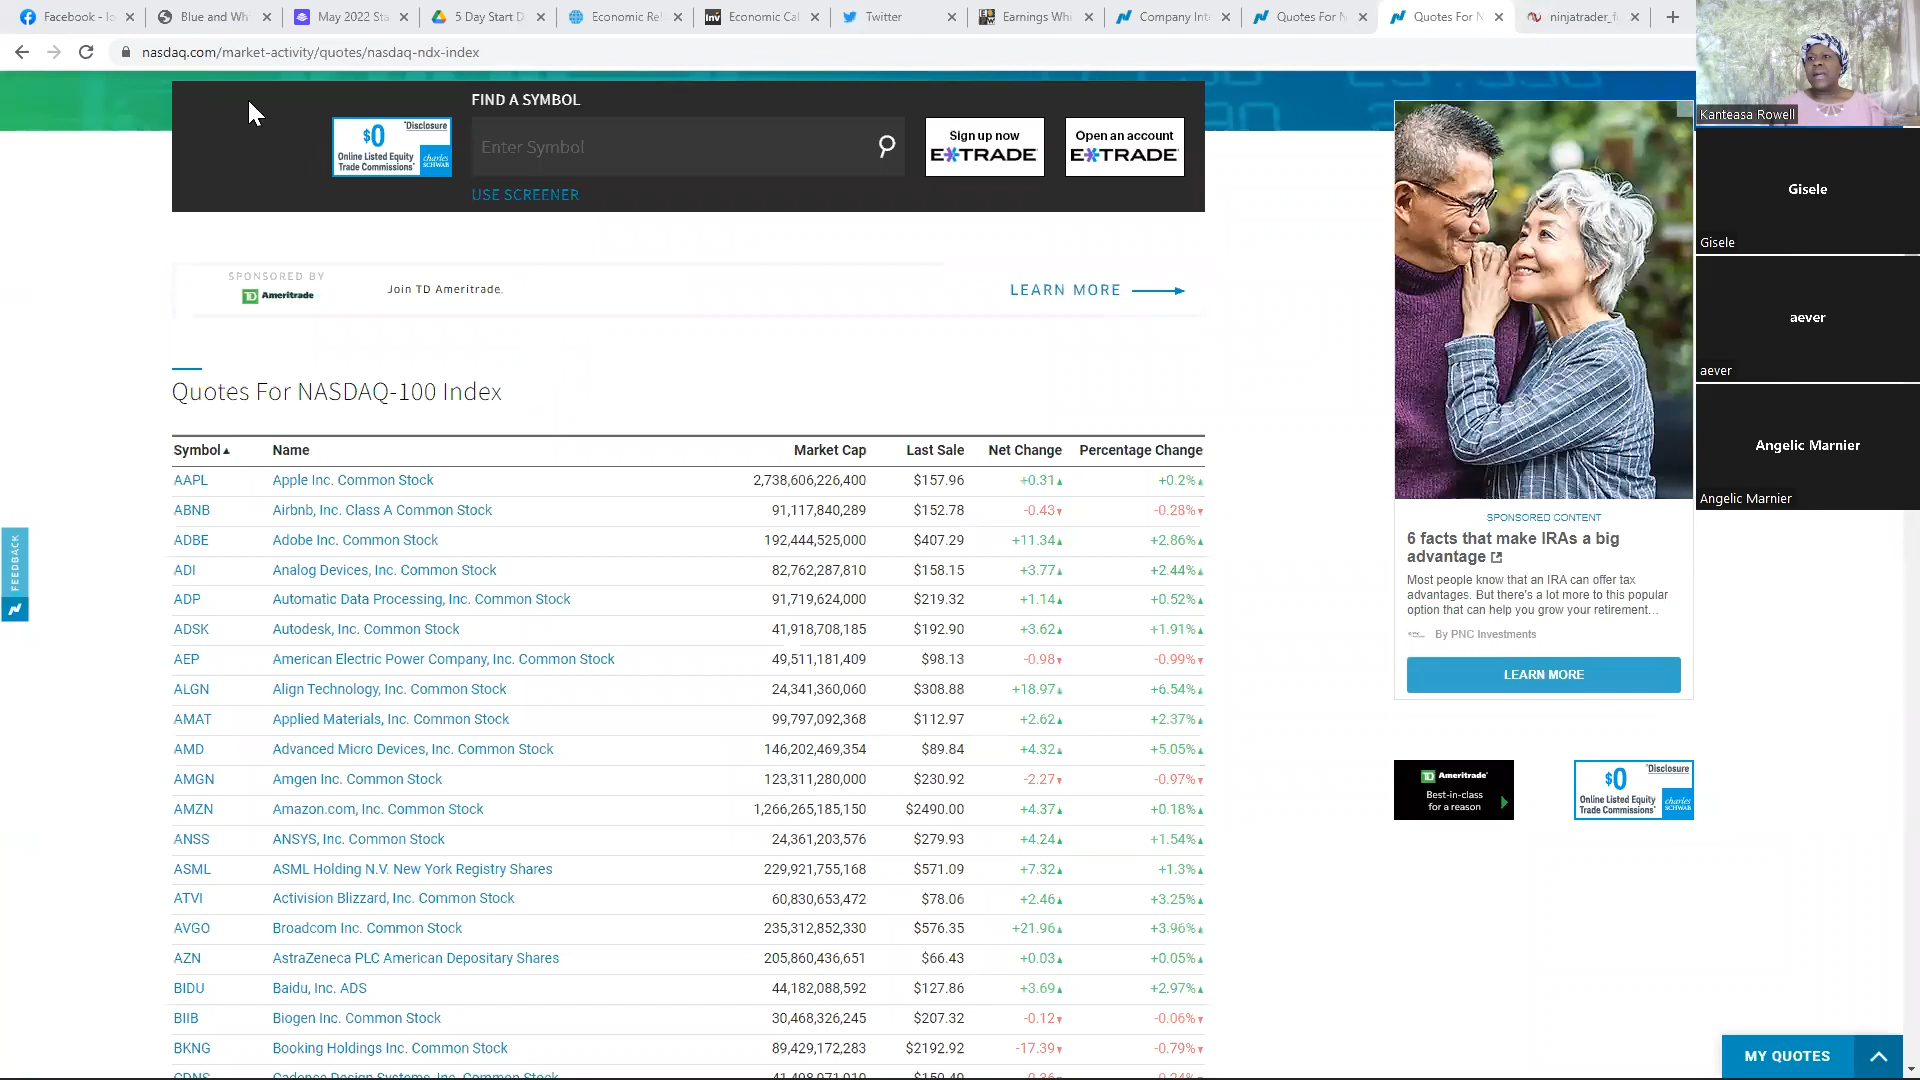 Facebook - Io
Blue and Wh
May 2022 Sta
5 Day Start D
Economic Re
Economic Cal
Twitter
Earnings Whi
Company Int
Quotes For N
Quotes For N
ninjatrader_f
nasdaq.com/market-activity/quotes/nasdaq-ndx-index
FIND A SYMBOL
$0 *Disclosure
Online Listed Equity
Trade Commissions* charles SCHWAB
Enter Symbol
USE SCREENER
Sign up now
E*TRADE
Open an account
E*TRADE
SPONSORED BY
TD Ameritrade
Join TD Ameritrade.
LEARN MORE
Quotes For NASDAQ-100 Index
Symbol▲ Name Market Cap Last Sale Net Change Percentage Change
AAPL Apple Inc. Common Stock 2,738,606,226,400 $157.96 +0.31▲ +0.2%▲
ABNB Airbnb, Inc. Class A Common Stock 91,117,840,289 $152.78 -0.43▼ -0.28%▼
ADBE Adobe Inc. Common Stock 192,444,525,000 $407.29 +11.34▲ +2.86%▲
ADI Analog Devices, Inc. Common Stock 82,762,287,810 $158.15 +3.77▲ +2.44%▲
ADP Automatic Data Processing, Inc. Common Stock 91,719,624,000 $219.32 +1.14▲ +0.52%▲
ADSK Autodesk, Inc. Common Stock 41,918,708,185 $192.90 +3.62▲ +1.91%▲
AEP American Electric Power Company, Inc. Common Stock 49,511,181,409 $98.13 -0.98▼ -0.99%▼
ALGN Align Technology, Inc. Common Stock 24,341,360,060 $308.88 +18.97▲ +6.54%▲
AMAT Applied Materials, Inc. Common Stock 99,797,092,368 $112.97 +2.62▲ +2.37%▲
AMD Advanced Micro Devices, Inc. Common Stock 146,202,469,354 $89.84 +4.32▲ +5.05%▲
AMGN Amgen Inc. Common Stock 123,311,280,000 $230.92 -2.27▼ -0.97%▼
AMZN Amazon.com, Inc. Common Stock 1,266,265,185,150 $2490.00 +4.37▲ +0.18%▲
ANSS ANSYS, Inc. Common Stock 24,361,203,576 $279.93 +4.24▲ +1.54%▲
ASML ASML Holding N.V. New York Registry Shares 229,921,755,168 $571.09 +7.32▲ +1.3%▲
ATVI Activision Blizzard, Inc. Common Stock 60,830,653,472 $78.06 +2.46▲ +3.25%▲
AVGO Broadcom Inc. Common Stock 235,312,852,330 $576.35 +21.96▲ +3.96%▲
AZN AstraZeneca PLC American Depositary Shares 205,860,436,651 $66.43 +0.03▲ +0.05%▲
BIDU Baidu, Inc. ADS 44,182,088,592 $127.86 +3.69▲ +2.97%▲
BIIB Biogen Inc. Common Stock 30,468,326,245 $207.32 -0.12▼ -0.06%▼
BKNG Booking Holdings Inc. Common Stock 89,429,172,283 $2192.92 -17.39▼ -0.79%▼
CDNS Cadence Design Systems, Inc. Common Stock
FEEDBACK
SPONSORED CONTENT
6 facts that make IRAs a big
advantage
Most people know that an IRA can offer tax
advantages. But there's a lot more to this popular
option that can help you grow your retirement...
By PNC Investments
LEARN MORE
TD Ameritrade
Best-in-class
for a reason
$0 *Disclosure
Online Listed Equity
Trade Commissions* charles SCHWAB
MY QUOTES
Kanteasa Rowell
Gisele
Gisele
aever
aever
Angelic Marnier
Angelic Marnier